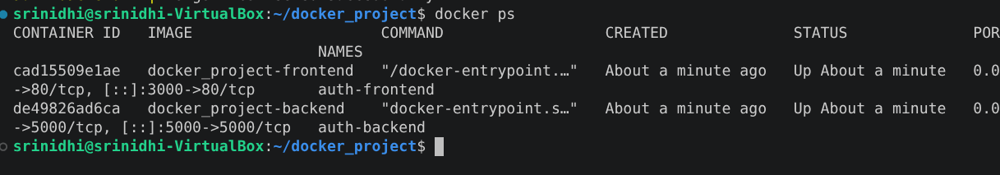 srinidhi@srinidhi-VirtualBox:~/docker_project$ docker ps
CONTAINER ID   IMAGE                     COMMAND                  CREATED              STATUS              POR
NAMES
cad15509e1ae   docker_project-frontend   "/docker-entrypoint.…"   About a minute ago   Up About a minute   0.0
->80/tcp, [::]:3000->80/tcp       auth-frontend
de49826ad6ca   docker_project-backend    "docker-entrypoint.s…"   About a minute ago   Up About a minute   0.0
->5000/tcp, [::]:5000->5000/tcp   auth-backend
srinidhi@srinidhi-VirtualBox:~/docker_project$